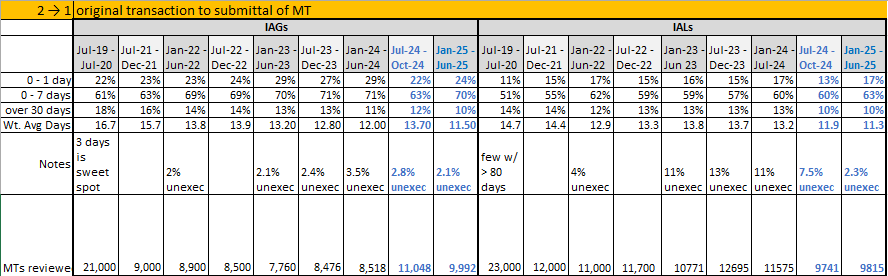 2 → 1 original transaction to submittal of MT
IAGs IALs
Jul-19 - Jul-21 - Jan-22 - Jul-22 - Jan-23 - Jul-23 - Jan-24 - Jul-24 - Jan-25 - Jul-19 - Jul-21 - Jan-22 - Jul-22 - Jan-23 - Jul-23 - Jan-24 - Jul-24 - Jan-25 -
Jul-20 Dec-21 Jun-22 Dec-22 Jun-23 Dec-23 Jun-24 Oct-24 Jun-25 Jul-20 Dec-21 Jun-22 Dec-22 Jun 23 Dec-23 Jun-24 Oct-24 Jun-25
0 - 1 day 22% 23% 23% 24% 29% 27% 29% 22% 24% 11% 15% 17% 15% 16% 15% 17% 13% 17%
0 - 7 days 61% 63% 69% 69% 70% 71% 71% 63% 70% 51% 55% 62% 59% 59% 57% 60% 60% 63%
over 30 days 18% 16% 14% 14% 13% 13% 11% 12% 10% 14% 14% 12% 13% 13% 13% 13% 10% 10%
Wt. Avg Days 16.7 15.7 13.8 13.9 13.20 12.80 12.00 13.70 11.50 14.7 14.4 12.9 13.3 13.8 13.7 13.2 11.9 11.3
3 days
is few w/
Notes sweet 2% 2.1% 2.4% 3.5% 2.8% 2.1% > 80 4% 11% 13% 11% 7.5% 2.3%
spot unexec unexec unexec unexec unexec unexec days unexec unexec unexec unexec unexec unexec
MTs reviewe 21,000 9,000 8,900 8,500 7,760 8,476 8,518 11,048 9,992 23,000 12,000 11,000 11,700 10771 12695 11575 9741 9815